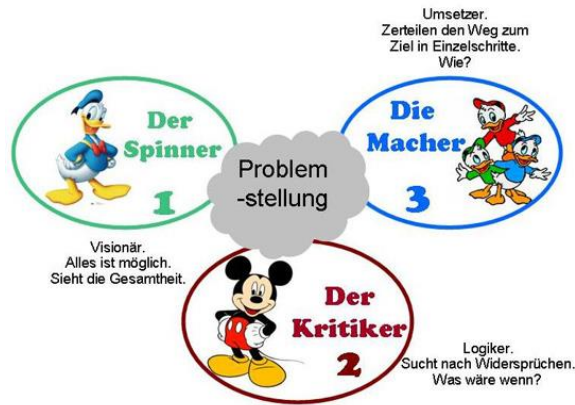 Der
Spinner
1
Visionär.
Alles ist möglich.
Sieht die Gesamtheit.
Problem
-stellung
Der
Kritiker
2
Logiker.
Sucht nach Widersprüchen.
Was wäre wenn?
Umsetzer.
Zerteilen den Weg zum
Ziel in Einzelschritte.
Wie?
Die
Macher
3